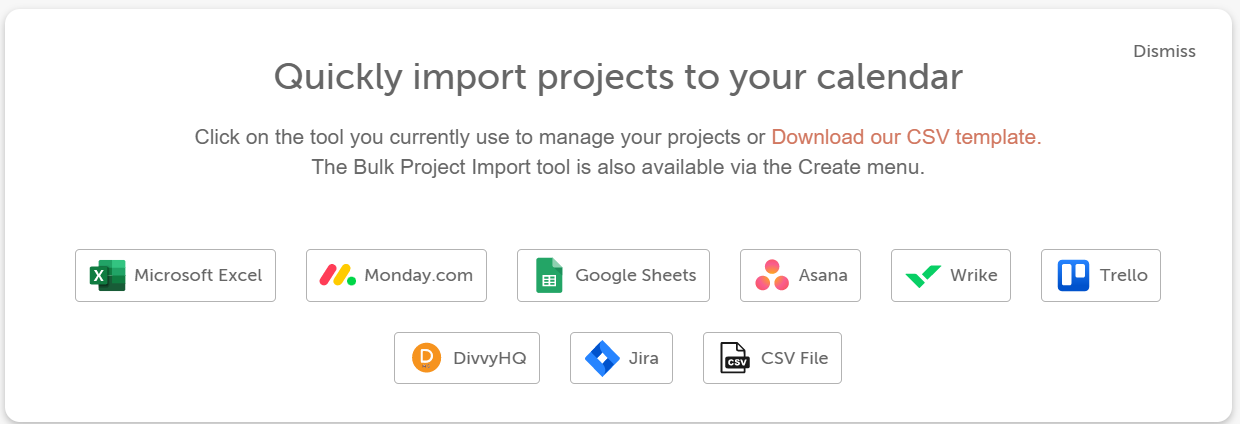 Dismiss
Quickly import projects to your calendar
Click on the tool you currently use to manage your projects or Download our CSV template.
The Bulk Project Import tool is also available via the Create menu.
X Microsoft Excel
Monday.com
Google Sheets
Asana
Wrike
Trello
D DivvyHQ
Jira
CSV CSV File